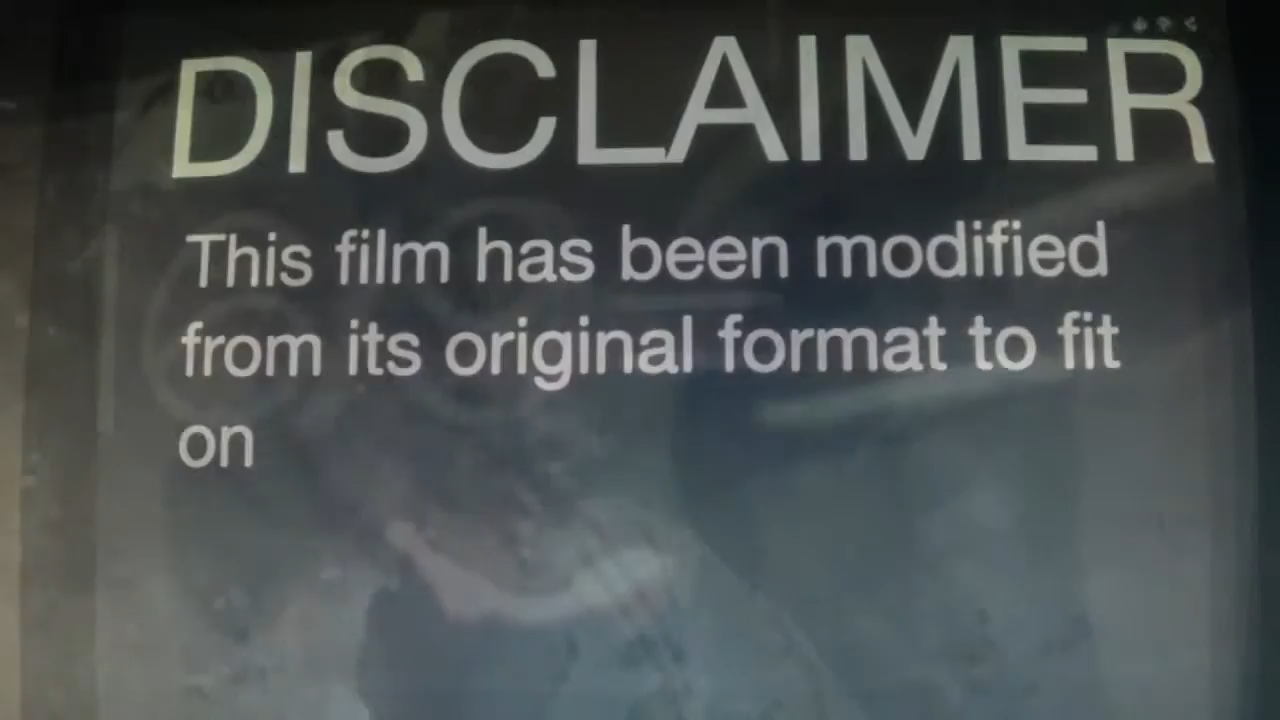 DISCLAIMER
This film has been modified
from its original format to fit
on